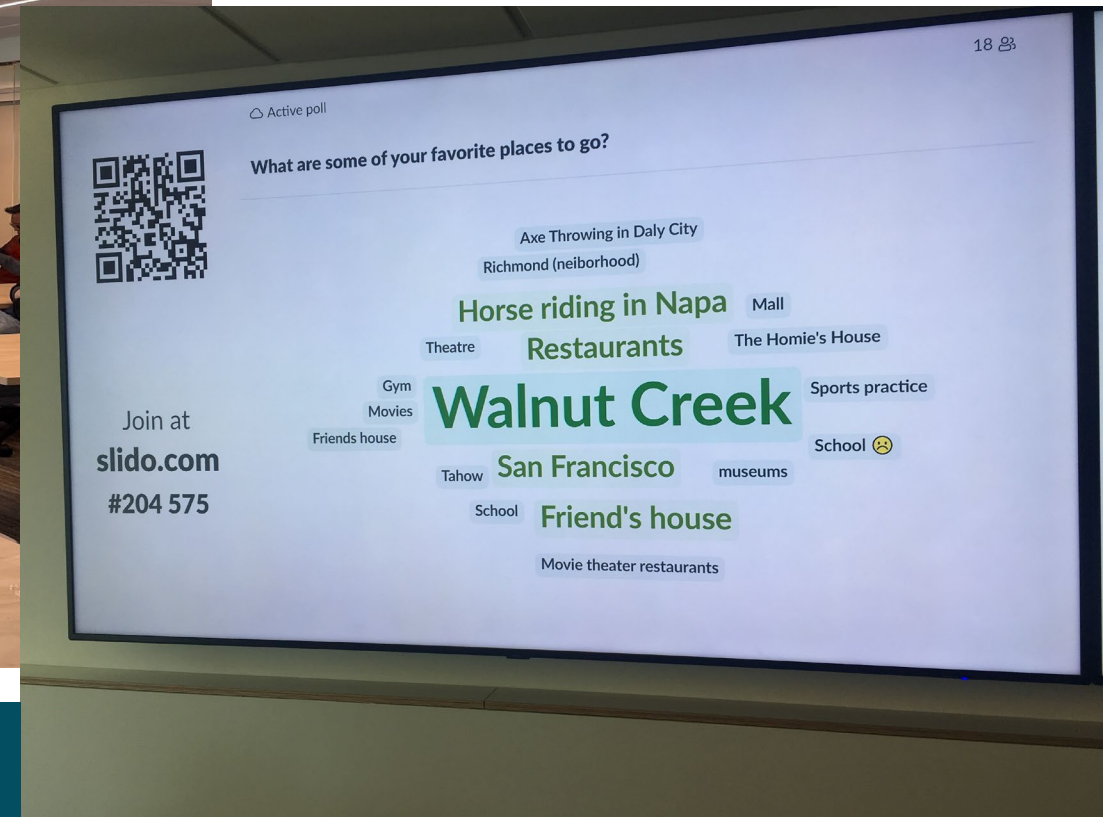 18
Active poll
What are some of your favorite places to go?
Axe Throwing in Daly City
Richmond (neiborhood)
Horse riding in Napa
Mall
Theatre
Restaurants
The Homie's House
Gym
Movies
Walnut Creek
Sports practice
Friends house
School ☹️
Tahow
San Francisco
museums
School
Friend's house
Movie theater restaurants
Join at
slido.com
#204 575